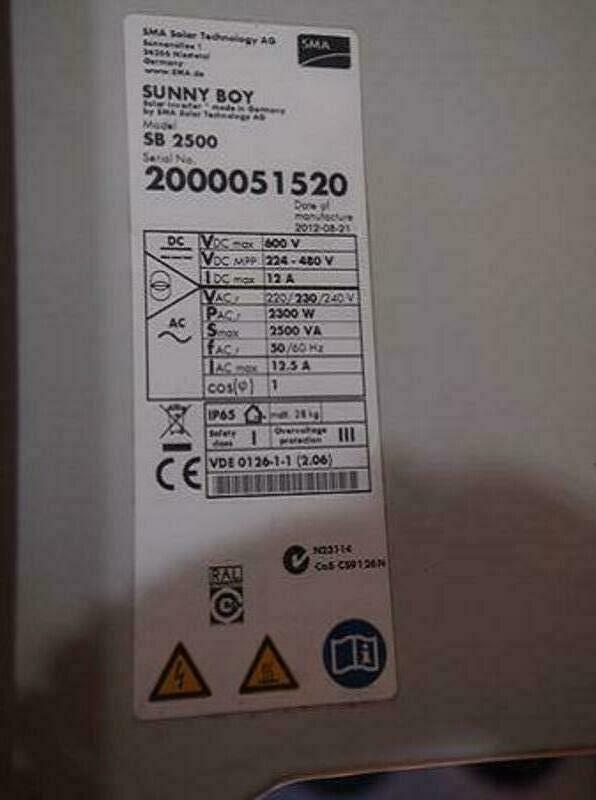 SMA Solar Technology AG
Sonnenallee 1
34266 Niestetal
Germany
www.SMA.de
SMA
SUNNY BOY
Solar Inverter * made in Germany
by SMA Solar Technology AG
Model
SB 2500
Serial No.
2000051520
Date of
manufacture
2012-08-21
DC VDC max 600 V
VDC MPP 224 - 480 V
IDC max 12 A
VAC,r 220/230/240 V
PAC,r 2300 W
AC Smax 2500 VA
fAC,r 50/60 Hz
IAC max 12.5 A
cos(φ) 1
IP65 28 kg
Safety class I Overvoltage protection III
CE VDE 0126-1-1 (2.06)
N23114
CoS CS9126N
RAL